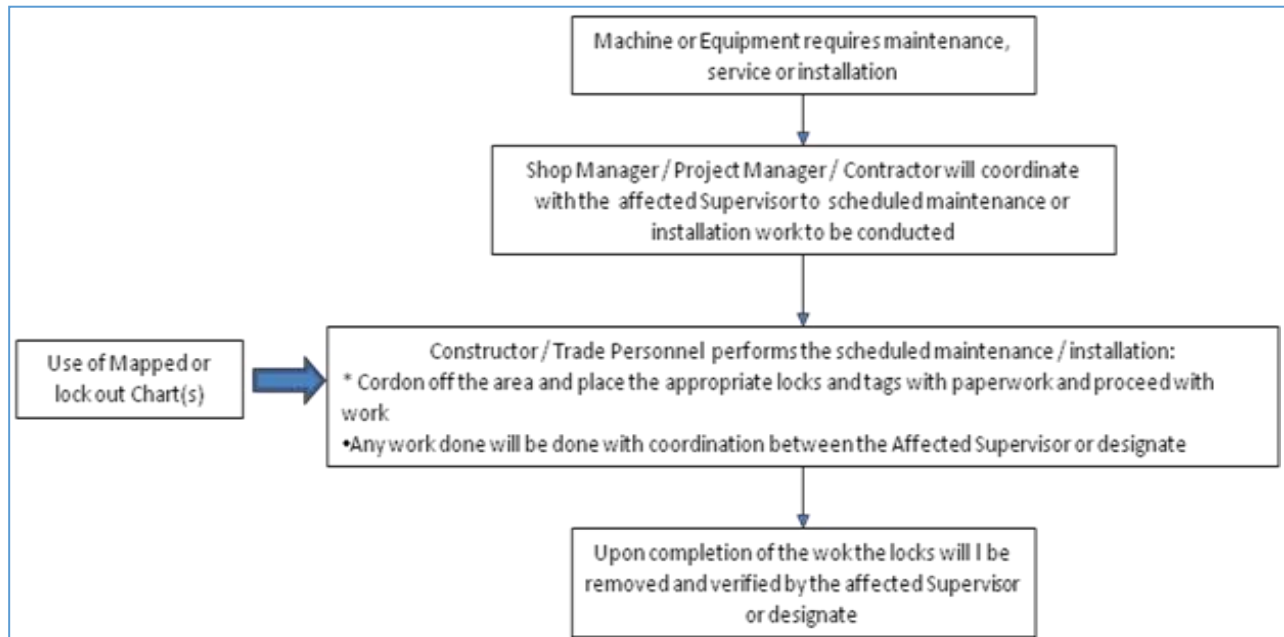 Machine or Equipment requires maintenance,
service or installation
Shop Manager / Project Manager / Contractor will coordinate
with the affected Supervisor to scheduled maintenance or
installation work to be conducted
Use of Mapped or
lock out Chart(s)
Constructor / Trade Personnel performs the scheduled maintenance / installation:
* Cordon off the area and place the appropriate locks and tags with paperwork and proceed with
work
•Any work done will be done with coordination between the Affected Supervisor or designate
Upon completion of the wok the locks will l be
removed and verified by the affected Supervisor
or designate